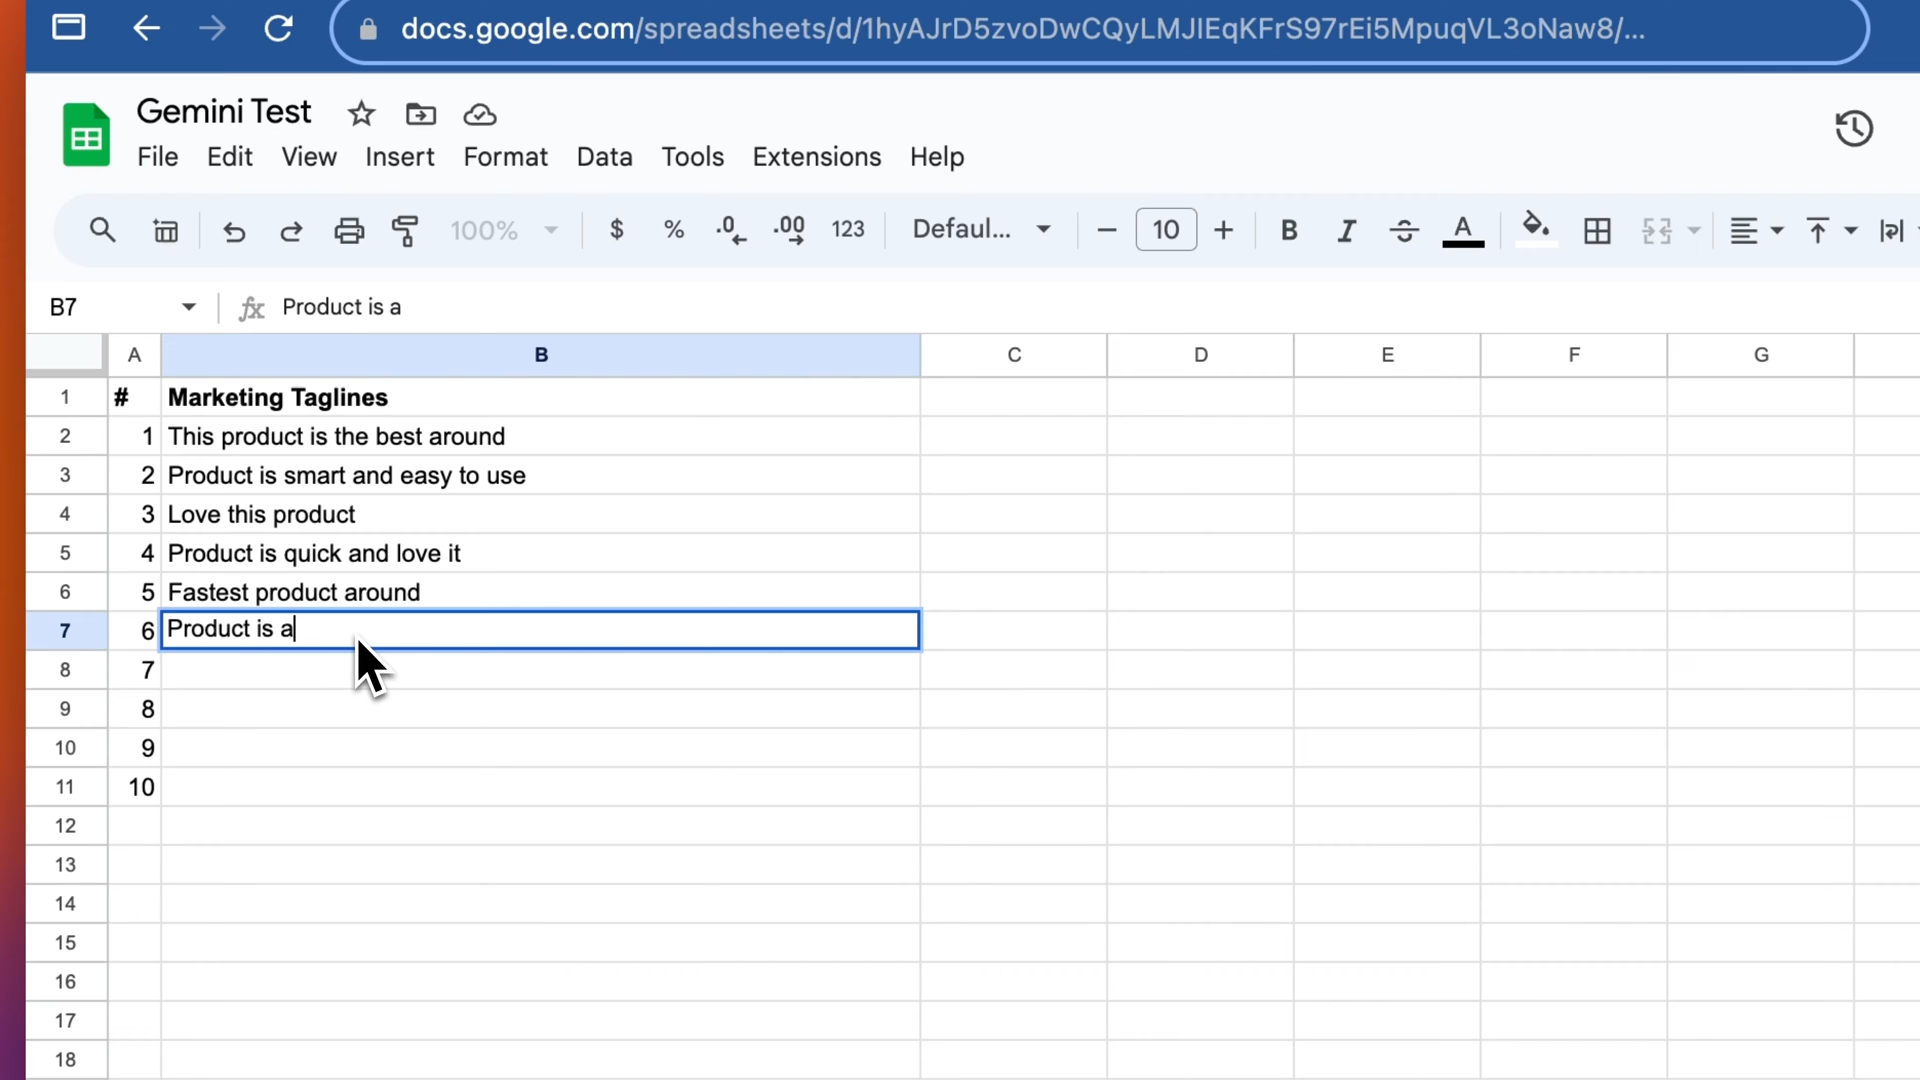 docs.google.com/spreadsheets/d/1hyAJrD5zvoDwCQyLMJIEqKFrS97rEi5MpuqVL3oNaw8/...
Gemini Test
File Edit View Insert Format Data Tools Extensions Help
100% $ % .0 .00 123 Defaul... 10 B I S A
B7 fx Product is a
A B C D E F G
1 # Marketing Taglines
2 1 This product is the best around
3 2 Product is smart and easy to use
4 3 Love this product
5 4 Product is quick and love it
6 5 Fastest product around
7 6 Product is a
8 7
9 8
10 9
11 10
12
13
14
15
16
17
18